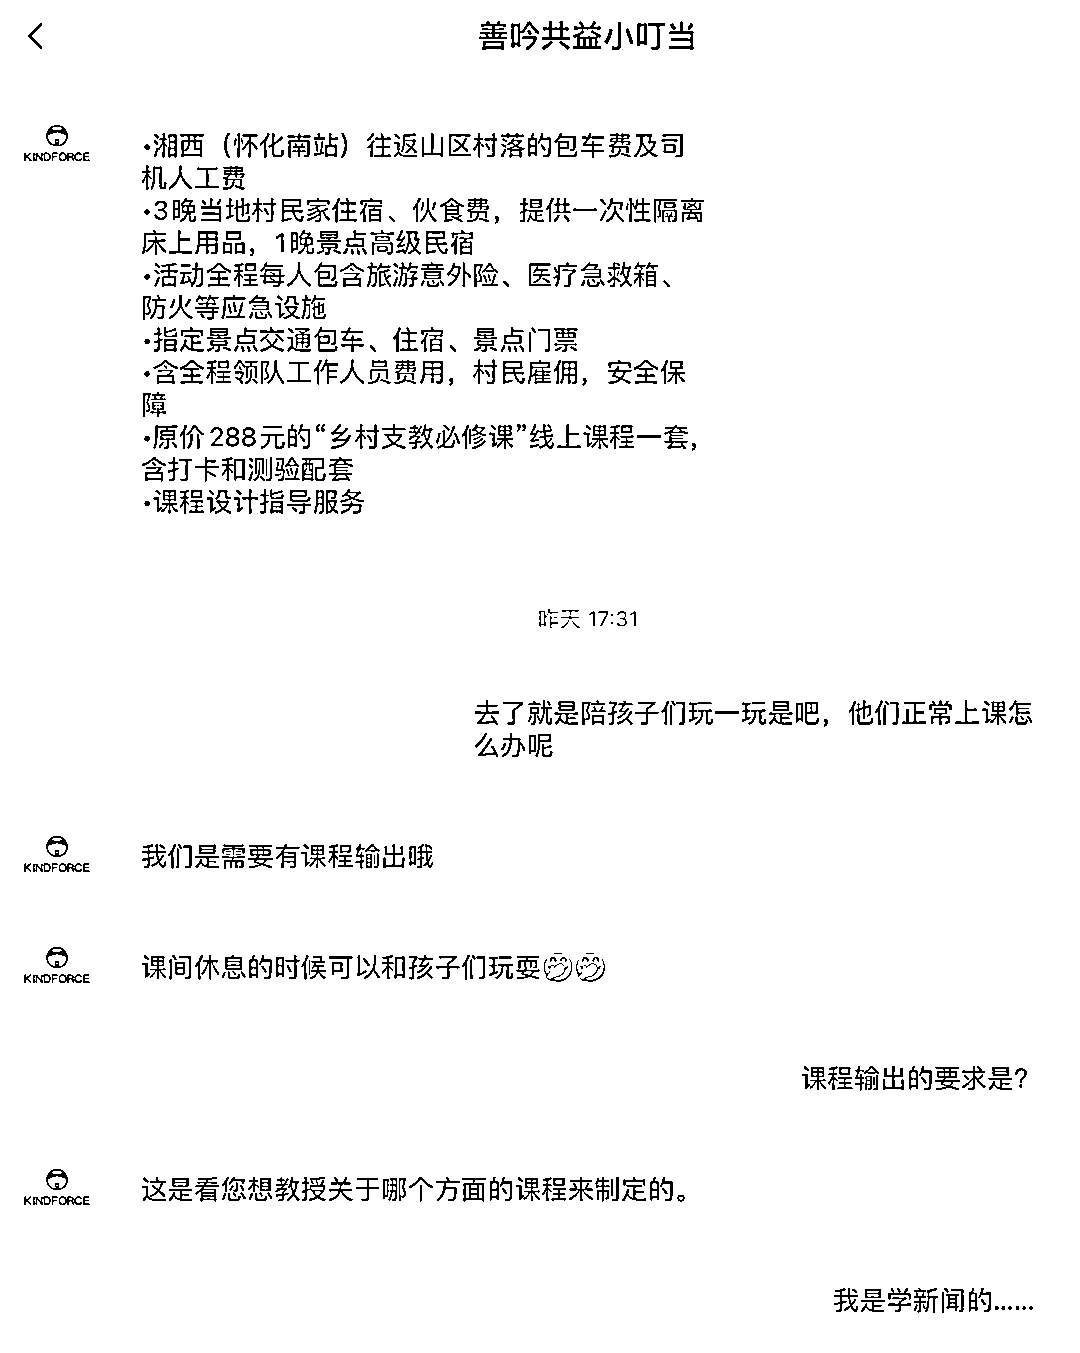 善吟共益小叮当
KINDFORCE
•湘西（怀化南站）往返山区村落的包车费及司
机人工费
•3晚当地村民家住宿、伙食费，提供一次性隔离
床上用品，1晚景点高级民宿
•活动全程每人包含旅游意外险、医疗急救箱、
防火等应急设施
•指定景点交通包车、住宿、景点门票
•含全程领队工作人员费用，村民雇佣，安全保
障
•原价288元的“乡村支教必修课”线上课程一套，
含打卡和测验配套
•课程设计指导服务
昨天 17:31
去了就是陪孩子们玩一玩是吧，他们正常上课怎
么办呢
KINDFORCE
我们是需要有课程输出哦
KINDFORCE
课间休息的时候可以和孩子们玩耍🤭🤭
课程输出的要求是?
KINDFORCE
这是看您想教授关于哪个方面的课程来制定的。
我是学新闻的……